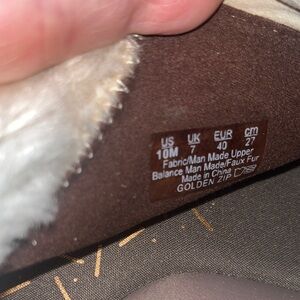 US UK EUR cm
10M 7 40 27
Fabric/Man Made Upper
Balance Man Made/Faux Fur
Made in China
GOLDEN ZIP